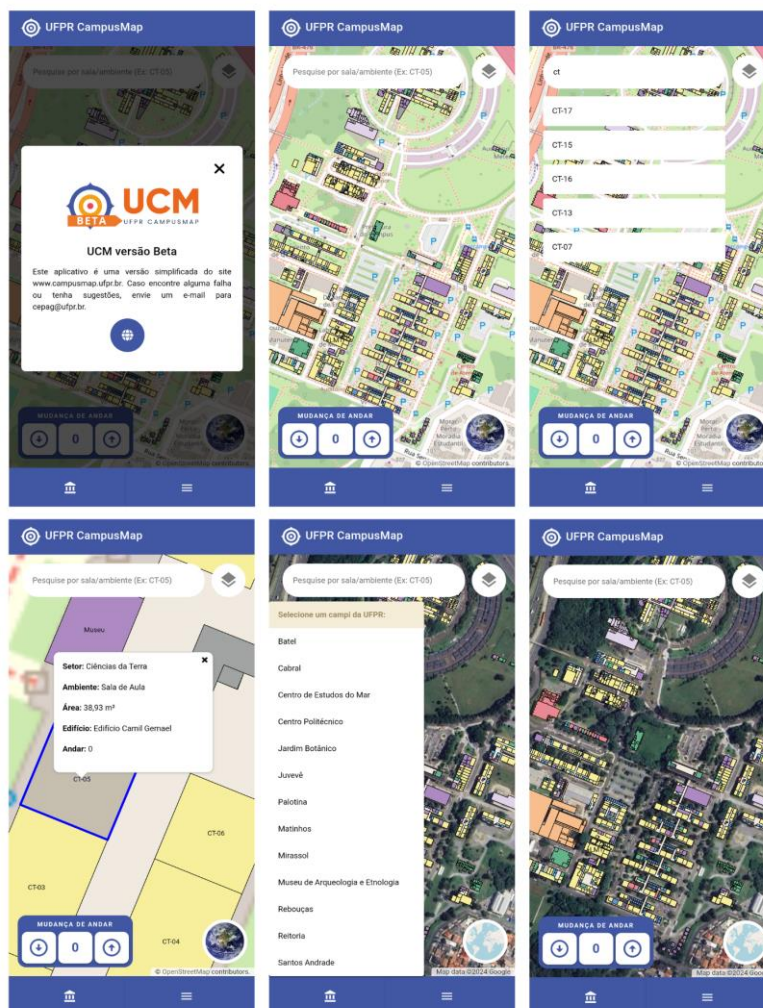 UFPR CampusMap
Pesquise por sala/ambiente (Ex: CT-05)
BETA
UCM
UFPR CAMPUSMAP
UCM versão Beta
Este aplicativo é uma versão simplificada do site
www.campusmap.ufpr.br. Caso encontre alguma falha
ou tenha sugestões, envie um e-mail para
cepag@ufpr.br.
MUDANÇA DE ANDAR
0
© OpenStreetMap contributors.
UFPR CampusMap
Pesquise por sala/ambiente (Ex: CT-05)
P
MUDANÇA DE ANDAR
0
© OpenStreetMap contributors.
UFPR CampusMap
ct
CT-17
CT-15
CT-16
CT-13
CT-07
MUDANÇA DE ANDAR
0
© OpenStreetMap contributors
UFPR CampusMap
Pesquise por sala/ambiente (Ex: CT-05)
Museu
Setor: Ciências da Terra
Ambiente: Sala de Aula
Área: 38,93 m²
Edifício: Edifício Camil Gemael
Andar: 0
CT-05
CT-06
CT-03
CT-04
MUDANÇA DE ANDAR
0
© OpenStreetMap contributors.
UFPR CampusMap
Pesquise por sala/ambiente (Ex: CT-05)
Selecione um campi da UFPR:
Batel
Cabral
Centro de Estudos do Mar
Centro Politécnico
Jardim Botânico
Juvevê
Palotina
Matinhos
Mirassol
Museu de Arqueologia e Etnologia
Rebouças
Reitoria
Santos Andrade
Map data ©2024 Google
UFPR CampusMap
Pesquise por sala/ambiente (Ex: CT-05)
MUDANÇA DE ANDAR
0
Map data ©2024 Google